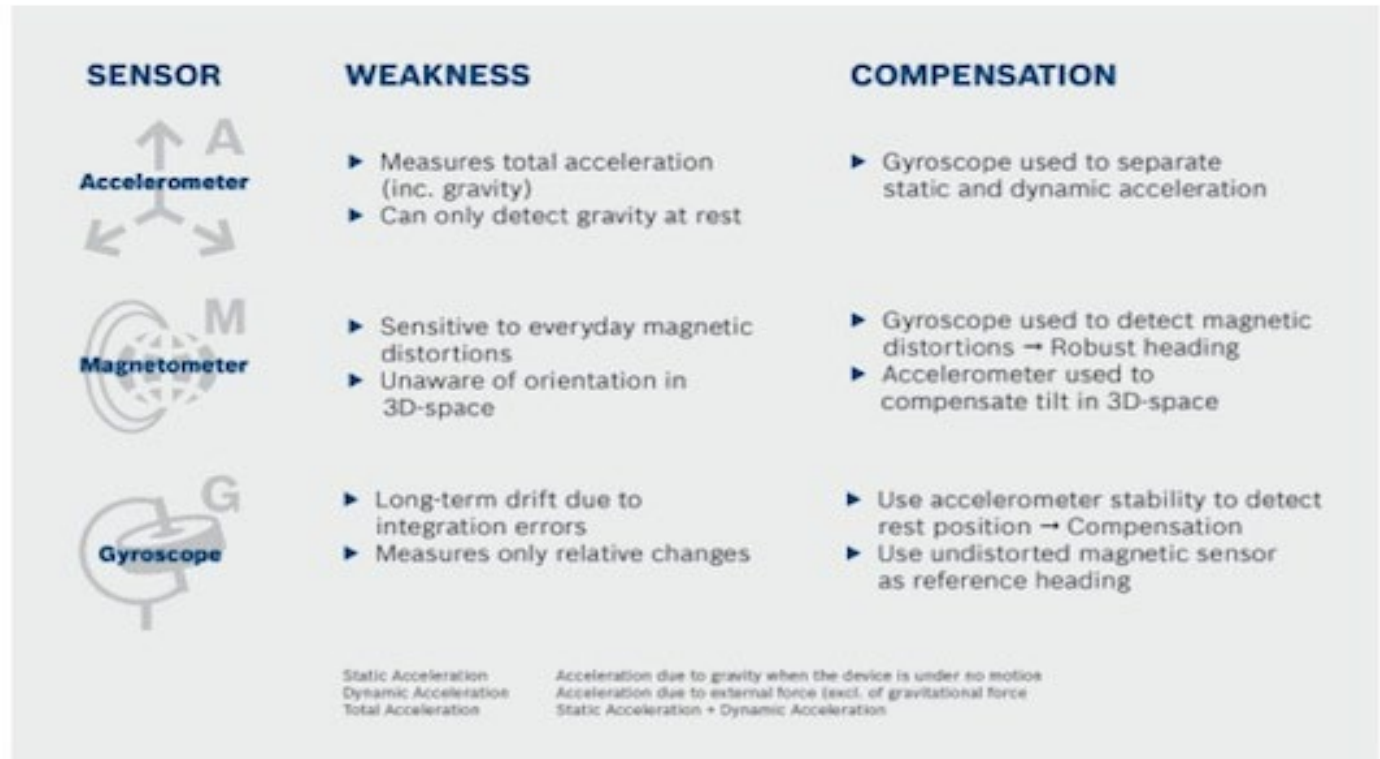 SENSOR WEAKNESS COMPENSATION
A
Accelerometer
► Measures total acceleration
(inc. gravity)
► Can only detect gravity at rest
► Gyroscope used to separate
static and dynamic acceleration
M
Magnetometer
► Sensitive to everyday magnetic
distortions
► Unaware of orientation in
3D-space
► Gyroscope used to detect magnetic
distortions → Robust heading
► Accelerometer used to
compensate tilt in 3D-space
G
Gyroscope
► Long-term drift due to
integration errors
► Measures only relative changes
► Use accelerometer stability to detect
rest position → Compensation
► Use undistorted magnetic sensor
as reference heading
Static Acceleration Acceleration due to gravity when the device is under no motion
Dynamic Acceleration Acceleration due to external force (excl. of gravitational force
Total Acceleration Static Acceleration + Dynamic Acceleration